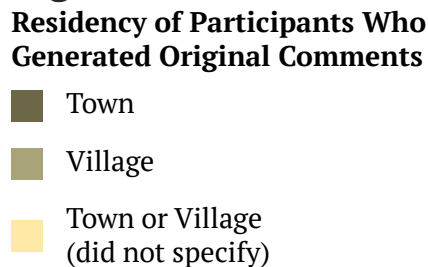 Residency of Participants Who
Generated Original Comments
Town
Village
Town or Village
(did not specify)